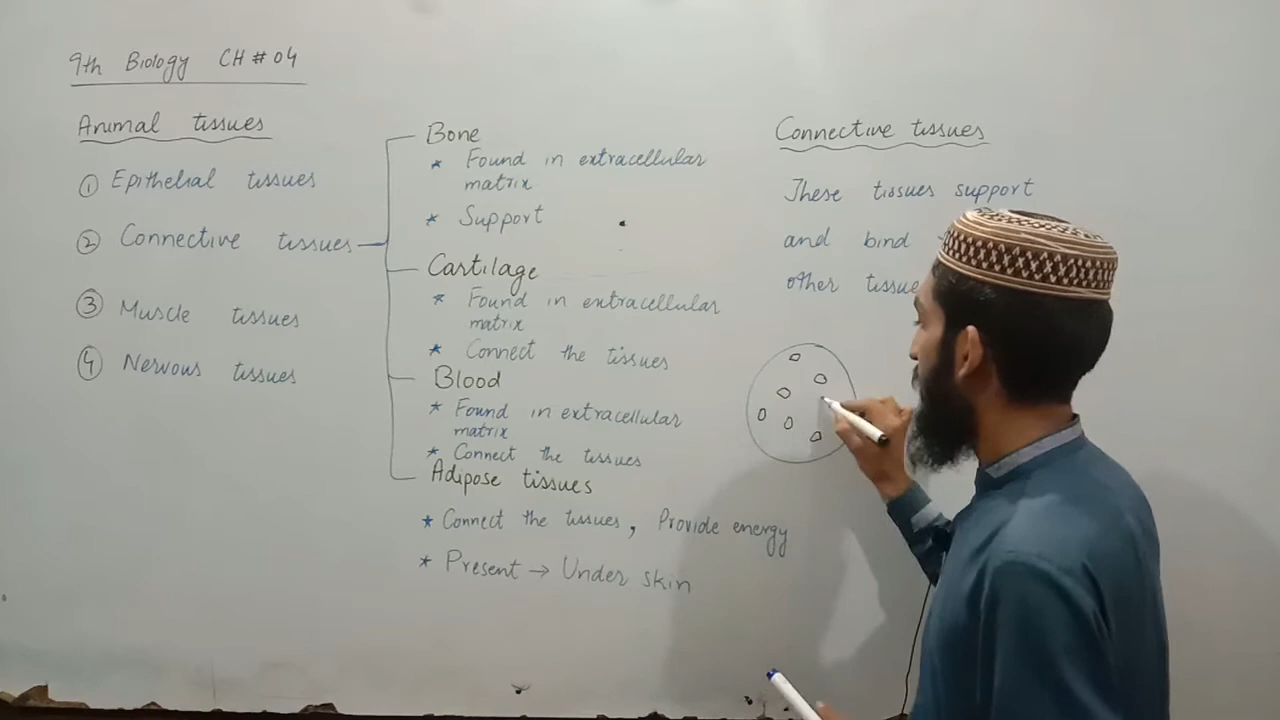 9th Biology CH # 04
Animal tissues
① Epithelial tissues
② Connective tissues
③ Muscle tissues
④ Nervous tissues
Bone
* Found in extracellular
matrix
* Support
Cartilage
* Found in extracellular
matrix
* Connect the tissues
Blood
* Found in extracellular
matrix
* Connect the tissues
Adipose tissues
* Connect the tissues, Provide energy
* Present → Under skin
Connective tissues
These tissues support
and bind
other